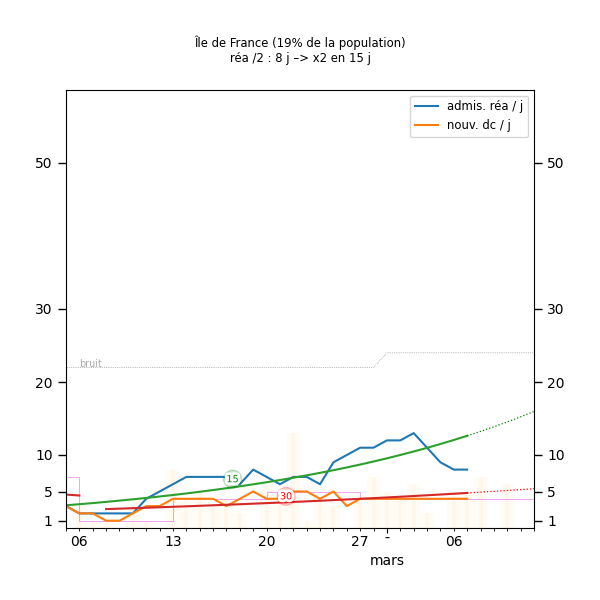 Île de France (19% de la population)
réa /2 : 8 j –> x2 en 15 j
admis. réa / j
nouv. dc / j
50 50
30 30
bruit
20 20
10 10
15
5 30 5
1 1
06 13 20 27 - 06
mars